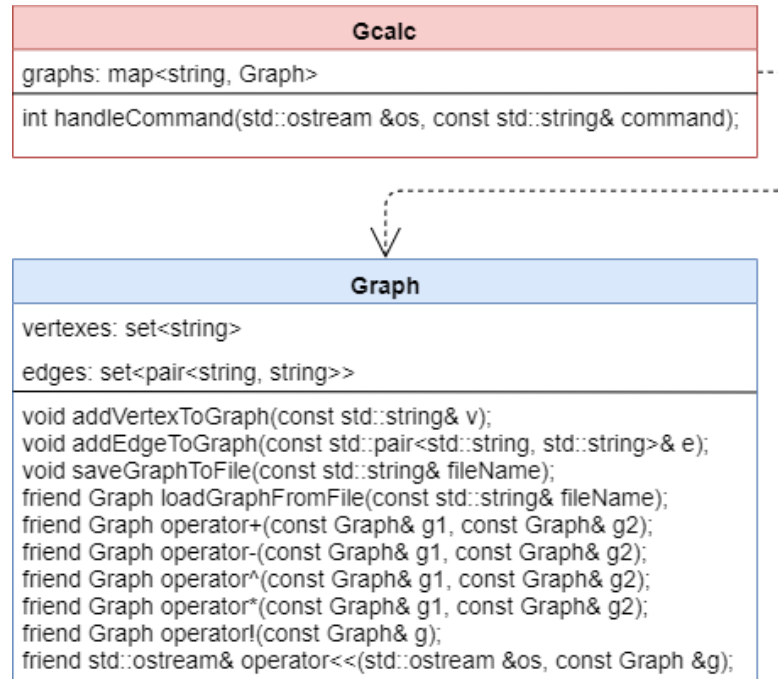 Gcalc
graphs: map<string, Graph>
int handleCommand(std::ostream &os, const std::string& command);
Graph
vertexes: set<string>
edges: set<pair<string, string>>
void addVertexToGraph(const std::string& v);
void addEdgeToGraph(const std::pair<std::string, std::string>& e);
void saveGraphToFile(const std::string& fileName);
friend Graph loadGraphFromFile(const std::string& fileName);
friend Graph operator+(const Graph& g1, const Graph& g2);
friend Graph operator-(const Graph& g1, const Graph& g2);
friend Graph operator^(const Graph& g1, const Graph& g2);
friend Graph operator*(const Graph& g1, const Graph& g2);
friend Graph operator!(const Graph& g);
friend std::ostream& operator<<(std::ostream &os, const Graph &g);